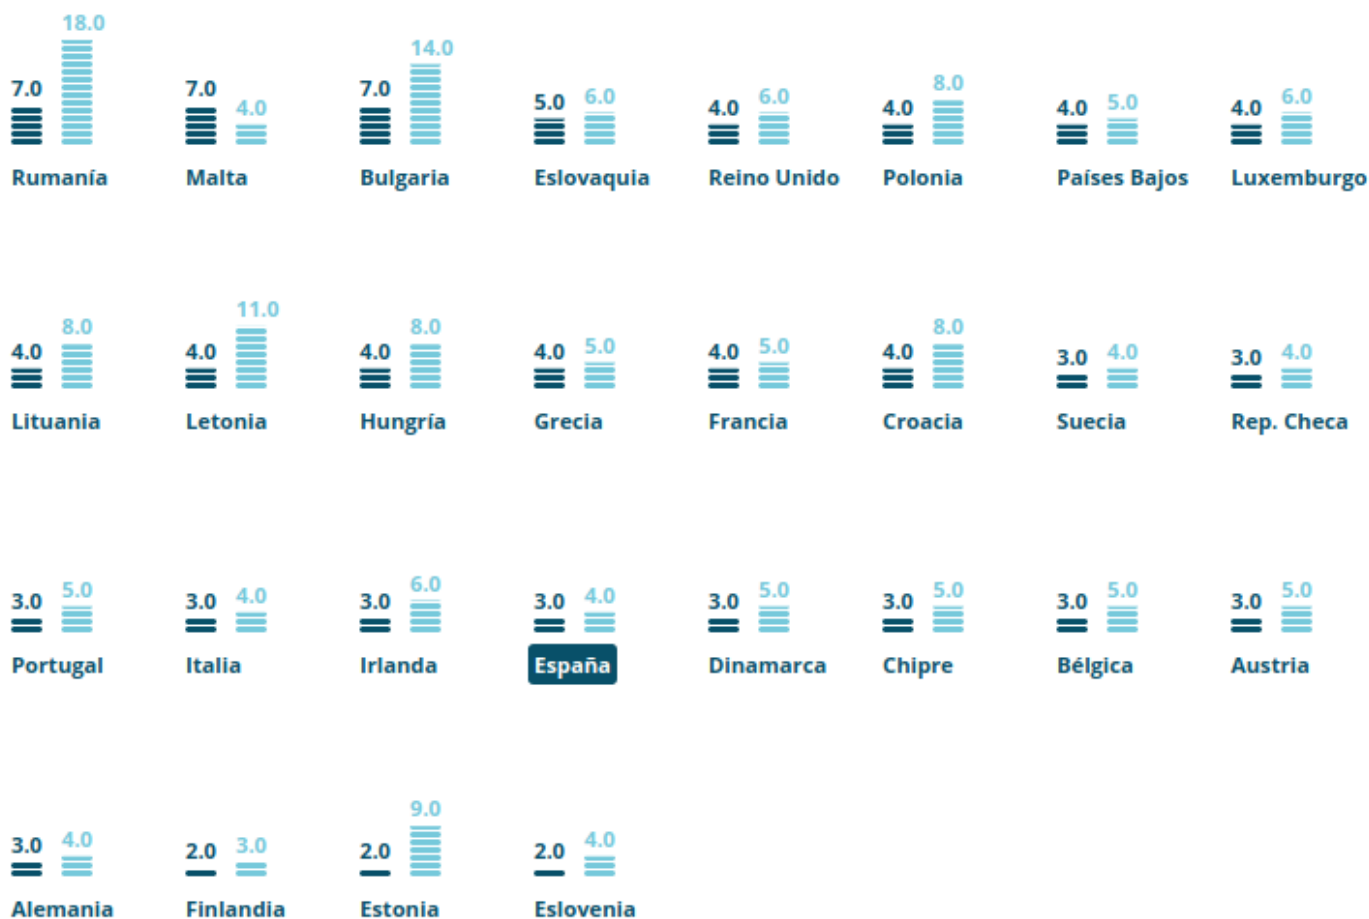 18.0
14.0
7.0 7.0 4.0 7.0 5.0 6.0 4.0 6.0 4.0 8.0 4.0 5.0 4.0 6.0
Rumanía Malta Bulgaria Eslovaquia Reino Unido Polonia Países Bajos Luxemburgo
11.0
4.0 8.0 4.0 4.0 8.0 4.0 5.0 4.0 5.0 4.0 8.0 3.0 4.0 3.0 4.0
Lituania Letonia Hungría Grecia Francia Croacia Suecia Rep. Checa
3.0 5.0 3.0 4.0 3.0 6.0 3.0 4.0 3.0 5.0 3.0 5.0 3.0 5.0 3.0 5.0
Portugal Italia Irlanda España Dinamarca Chipre Bélgica Austria
9.0
3.0 4.0 2.0 3.0 2.0 2.0 4.0
Alemania Finlandia Estonia Eslovenia